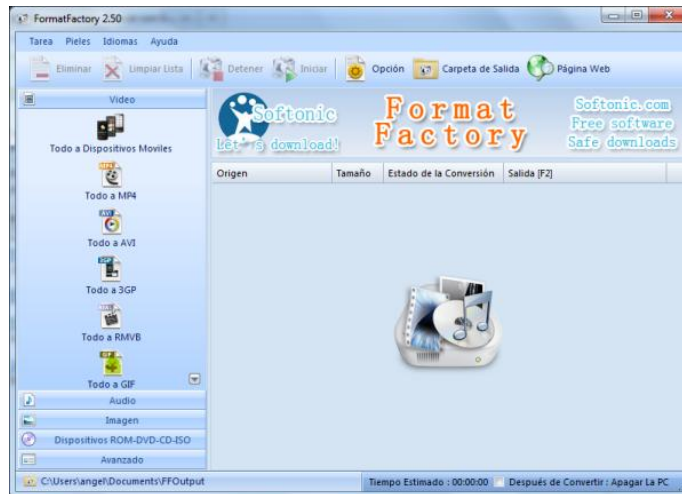 FormatFactory 2.50
Tarea Pieles Idiomas Ayuda
Eliminar Limpiar Lista Detener Iniciar Opción Carpeta de Salida Página Web
Video
Todo a Dispositivos Moviles
Todo a MP4
Todo a AVI
Todo a 3GP
Todo a RMVB
Todo a GIF
Audio
Imagen
Dispositivos ROM-DVD-CD-ISO
Avanzado
Softonic
Let's download!
Format
Factory
Softonic.com
Free software
Safe downloads
Origen Tamaño Estado de la Conversión Salida [F2]
C:\Users\angel\Documents\FFOutput Tiempo Estimado : 00:00:00 Después de Convertir : Apagar La PC